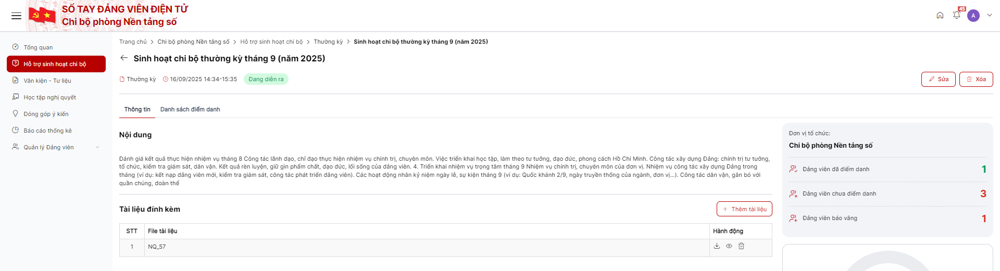 SỔ TAY ĐẢNG VIÊN ĐIỆN TỬ
Chi bộ phòng Nền tảng số
45
A
Tổng quan
Hỗ trợ sinh hoạt chi bộ
Văn kiện - Tư liệu
Học tập nghị quyết
Đóng góp ý kiến
Báo cáo thống kê
Quản lý Đảng viên
Trang chủ > Chi bộ phòng Nền tảng số > Hỗ trợ sinh hoạt chi bộ > Thường kỳ > Sinh hoạt chi bộ thường kỳ tháng 9 (năm 2025)
Sinh hoạt chi bộ thường kỳ tháng 9 (năm 2025)
Thường kỳ 16/09/2025 14:34-15:35 Đang diễn ra
Sửa Xóa
Thông tin Danh sách điểm danh
Nội dung
Đánh giá kết quả thực hiện nhiệm vụ tháng 8 Công tác lãnh đạo, chỉ đạo thực hiện nhiệm vụ chính trị, chuyên môn. Việc triển khai học tập, làm theo tư tưởng, đạo đức, phong cách Hồ Chí Minh. Công tác xây dựng Đảng: chính trị tư tưởng,
tổ chức, kiểm tra giám sát, dân vận. Kết quả rèn luyện, giữ gìn phẩm chất, đạo đức, lối sống của đảng viên. 4. Triển khai nhiệm vụ trọng tâm tháng 9 Nhiệm vụ chính trị, chuyên môn của đơn vị. Nhiệm vụ công tác xây dựng Đảng trong
tháng (ví dụ: kết nạp đảng viên mới, kiểm tra giám sát, công tác phát triển đảng viên). Các hoạt động nhân kỷ niệm ngày lễ, sự kiện tháng 9 (ví dụ: Quốc khánh 2/9, ngày truyền thống của ngành, đơn vị...). Công tác dân vận, gắn bó với
quần chúng, đoàn thể
Tài liệu đính kèm
+ Thêm tài liệu
STT File tài liệu Hành động
1 NQ_57
Đơn vị tổ chức:
Chi bộ phòng Nền tảng số
Đảng viên đã điểm danh 1
Đảng viên chưa điểm danh 3
Đảng viên báo vắng 1